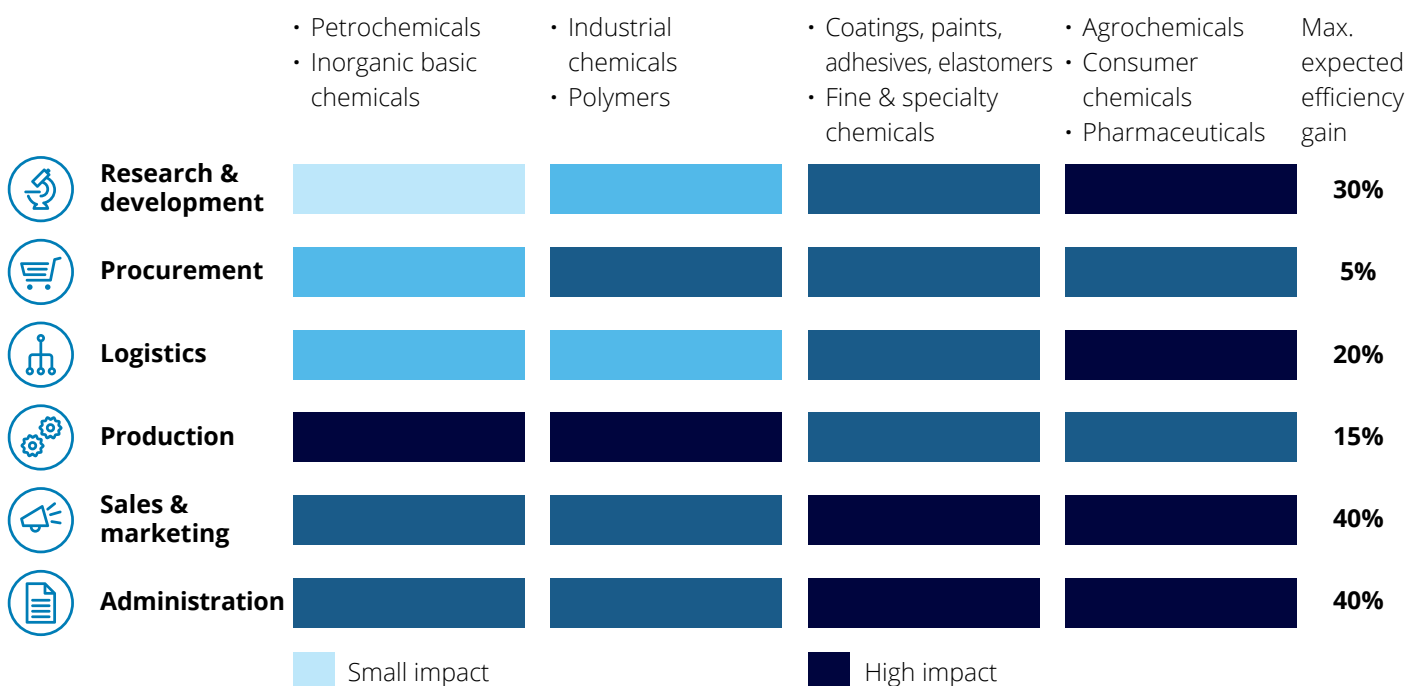 • Petrochemicals
• Inorganic basic
chemicals
• Industrial
chemicals
• Polymers
• Coatings, paints,
adhesives, elastomers
• Fine & specialty
chemicals
• Agrochemicals
• Consumer
chemicals
• Pharmaceuticals
Max.
expected
efficiency
gain
Research &
development
30%
Procurement
5%
Logistics
20%
Production
15%
Sales &
marketing
40%
Administration
40%
Small impact
High impact